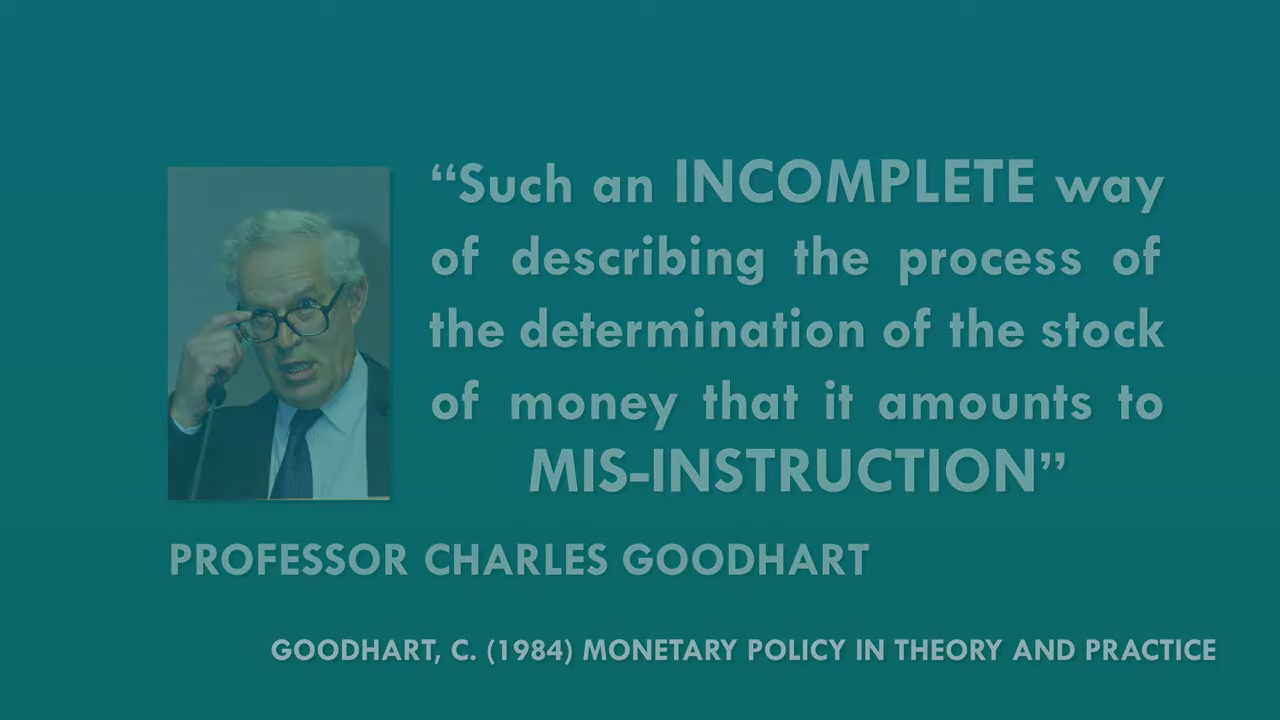 “Such an INCOMPLETE way
of describing the process of
the determination of the stock
of money that it amounts to
MIS-INSTRUCTION”
PROFESSOR CHARLES GOODHART
GOODHART, C. (1984) MONETARY POLICY IN THEORY AND PRACTICE